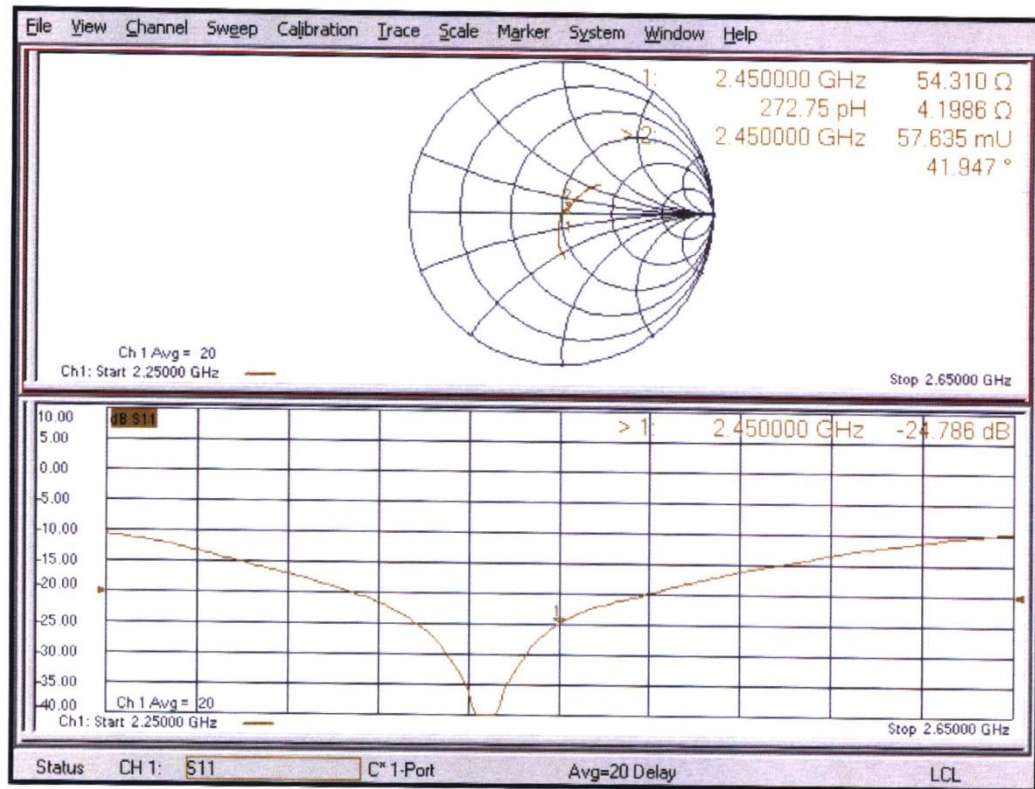 File View Channel Sweep Calibration Trace Scale Marker System Window Help
1: 2.450000 GHz 54.310 Ω
272.75 pH 4.1986 Ω
> 2: 2.450000 GHz 57.635 mU
41.947 °
2
1
Ch 1 Avg = 20
Ch1: Start 2.25000 GHz Stop 2.65000 GHz
10.00 dB S11 > 1: 2.450000 GHz -24.786 dB
5.00
0.00
-5.00
-10.00
-15.00
-20.00
-25.00 1
-30.00
-35.00
-40.00 Ch 1 Avg = 20
Ch1: Start 2.25000 GHz Stop 2.65000 GHz
Status CH 1: S11 C* 1-Port Avg=20 Delay LCL